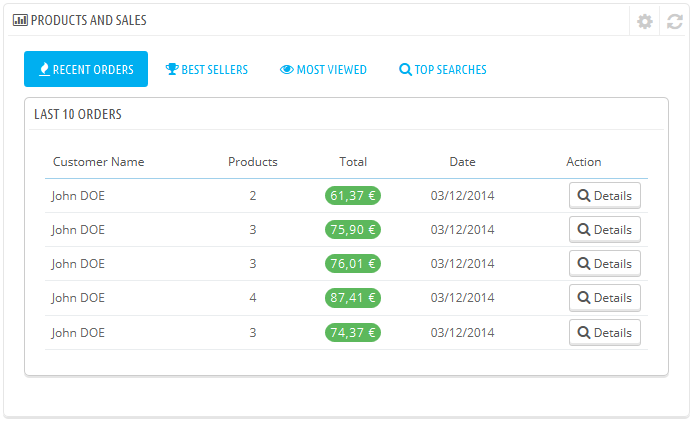 PRODUCTS AND SALES
RECENT ORDERS BEST SELLERS MOST VIEWED TOP SEARCHES
LAST 10 ORDERS
Customer Name Products Total Date Action
John DOE 2 61,37 € 03/12/2014 Details
John DOE 3 75,90 € 03/12/2014 Details
John DOE 3 76,01 € 03/12/2014 Details
John DOE 4 87,41 € 03/12/2014 Details
John DOE 3 74,37 € 03/12/2014 Details